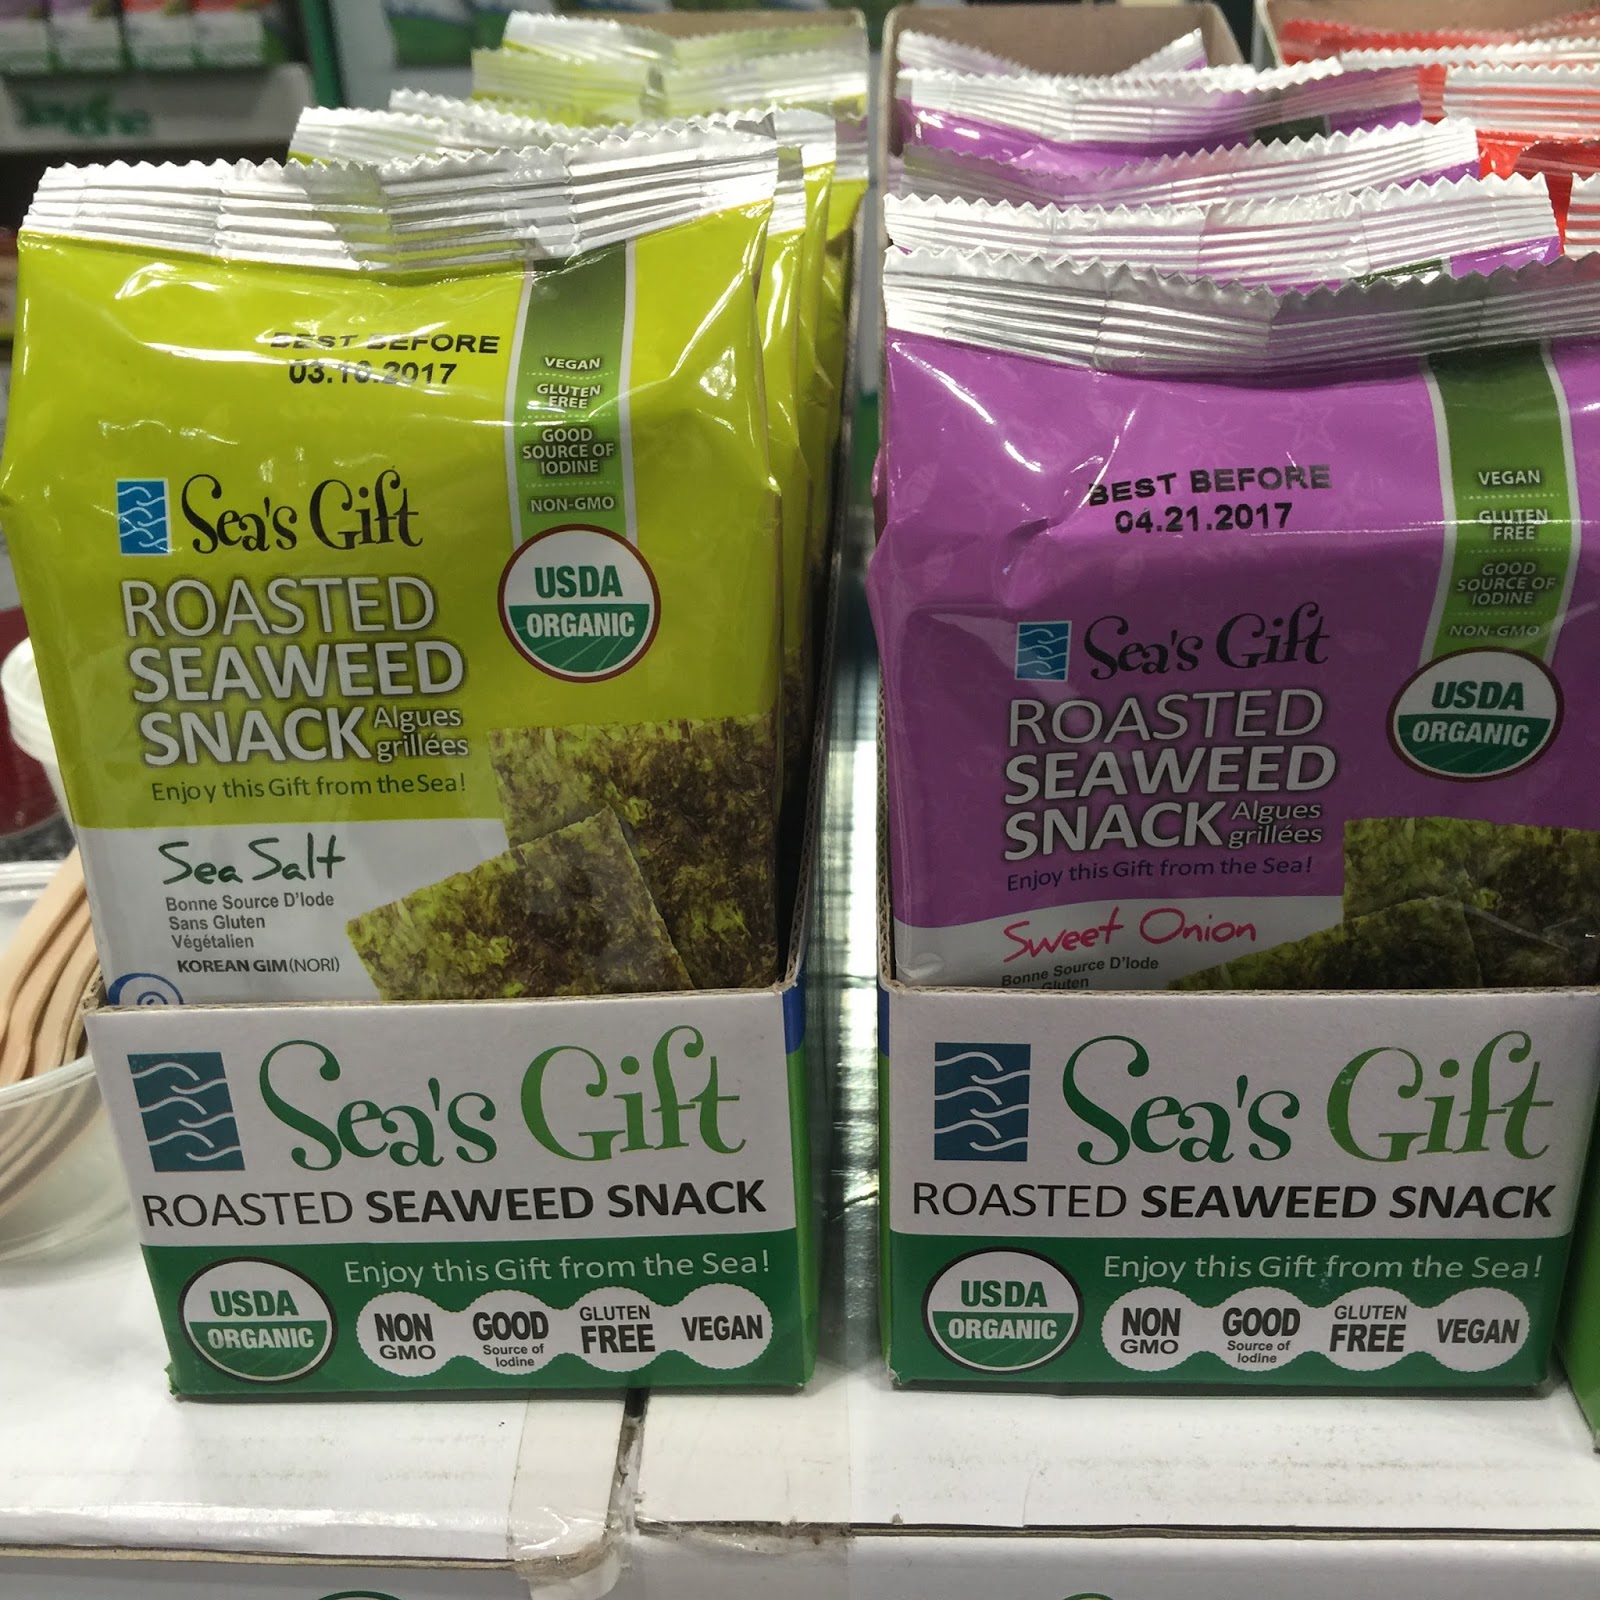 BEST BEFORE
03.10.2017
VEGAN
GLUTEN
FREE
GOOD
SOURCE OF
IODINE
NON-GMO
Sea's Gift
USDA
ORGANIC
ROASTED
SEAWEED
SNACK Algues
grillées
Enjoy this Gift from the Sea!
Sea Salt
Bonne Source D'Iode
Sans Gluten
Végétalien
KOREAN GIM (NORI)
Sea's Gift
ROASTED SEAWEED SNACK
Enjoy this Gift from the Sea!
USDA
ORGANIC
NON
GMO
GOOD
Source of
Iodine
GLUTEN
FREE
VEGAN
BEST BEFORE
04.21.2017
VEGAN
GLUTEN
FREE
GOOD
SOURCE OF
IODINE
NON-GMO
Sea's Gift
USDA
ORGANIC
ROASTED
SEAWEED
SNACK Algues
grillées
Enjoy this Gift from the Sea!
Sweet Onion
Bonne Source D'Iode
Gluten
Sea's Gift
ROASTED SEAWEED SNACK
Enjoy this Gift from the Sea!
USDA
ORGANIC
NON
GMO
GOOD
Source of
Iodine
GLUTEN
FREE
VEGAN